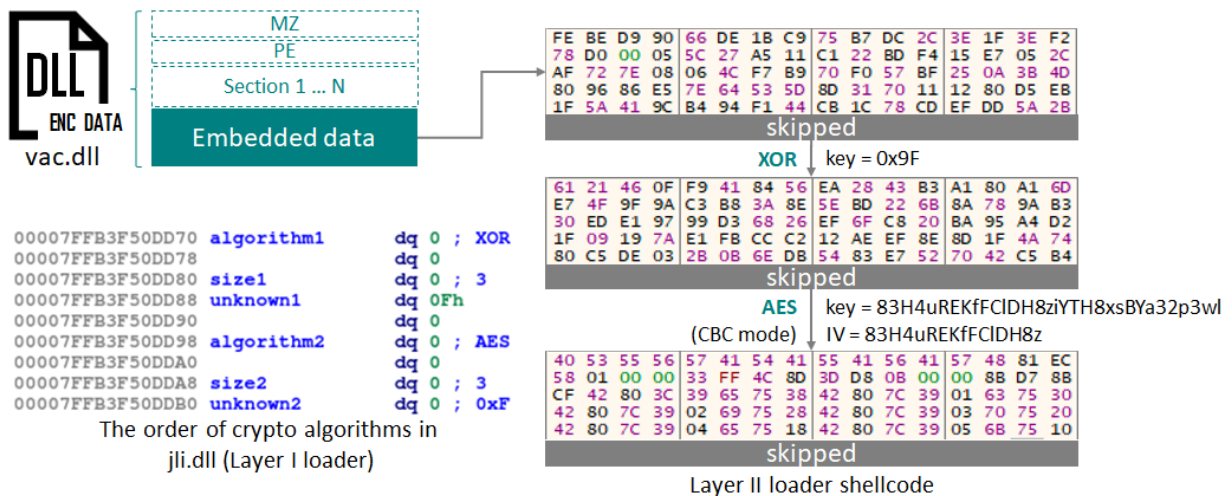 DLL
ENC DATA
vac.dll
MZ
PE
Section 1 ... N
Embedded data
FE BE D9 90 66 DE 1B C9 75 B7 DC 2C 3E 1F 3E F2
78 D0 00 05 5C 27 A5 11 C1 22 BD F4 15 E7 05 2C
AF 72 7E 08 06 4C F7 B9 70 F0 57 BF 25 0A 3B 4D
80 96 86 E5 7E 64 53 5D 8D 31 70 11 12 80 D5 EB
1F 5A 41 9C B4 94 F1 44 CB 1C 78 CD EF DD 5A 2B
skipped
XOR key = 0x9F
61 21 46 0F F9 41 84 56 EA 28 43 B3 A1 80 A1 6D
E7 4F 9F 9A C3 B8 3A 8E 5E BD 22 6B 8A 78 9A B3
30 ED E1 97 99 D3 68 26 EF 6F C8 20 BA 95 A4 D2
1F 09 19 7A E1 FB CC C2 12 AE EF 8E 8D 1F 4A 74
80 C5 DE 03 2B 0B 6E DB 54 83 E7 52 70 42 C5 B4
skipped
AES key = 83H4uREKfFClDH8ziYTH8xsBYa32p3wl
(CBC mode) IV = 83H4uREKfFClDH8z
40 53 55 56 57 41 54 41 55 41 56 41 57 48 81 EC
58 01 00 00 33 FF 4C 8D 3D D8 0B 00 00 8B D7 8B
CF 42 80 3C 39 65 75 38 42 80 7C 39 01 63 75 30
42 80 7C 39 02 69 75 28 42 80 7C 39 03 70 75 20
42 80 7C 39 04 65 75 18 42 80 7C 39 05 6B 75 10
skipped
Layer II loader shellcode
00007FFB3F50DD70 algorithm1 dq 0 ; XOR
00007FFB3F50DD78 dq 0
00007FFB3F50DD80 size1 dq 0 ; 3
00007FFB3F50DD88 unknown1 dq 0Fh
00007FFB3F50DD90 dq 0
00007FFB3F50DD98 algorithm2 dq 0 ; AES
00007FFB3F50DDA0 dq 0
00007FFB3F50DDA8 size2 dq 0 ; 3
00007FFB3F50DDB0 unknown2 dq 0 ; 0xF
The order of crypto algorithms in
jli.dll (Layer I loader)